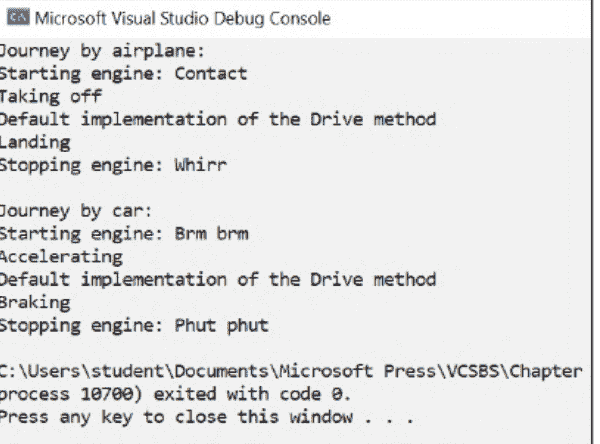 C:\ Microsoft Visual Studio Debug Console
Journey by airplane:
Starting engine: Contact
Taking off
Default implementation of the Drive method
Landing
Stopping engine: Whirr
Journey by car:
Starting engine: Brm brm
Accelerating
Default implementation of the Drive method
Braking
Stopping engine: Phut phut
C:\Users\student\Documents\Microsoft Press\VCSBS\Chapter
process 10700) exited with code 0.
Press any key to close this window . . .